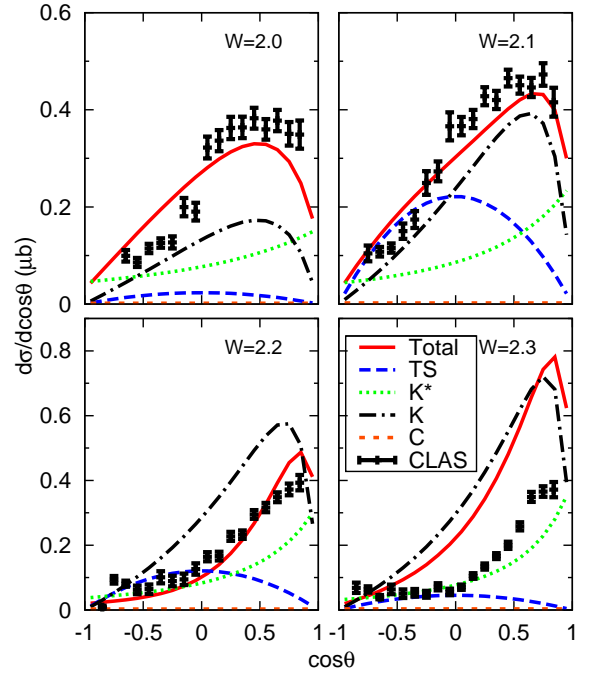 dσ/dcosθ (μb)
0.6
0.4
0.2
0
W=2.0
W=2.1
0.8
0.6
0.4
0.2
0
W=2.2
W=2.3
Total
TS
K*
K
C
CLAS
-1 -0.5 0 0.5 1
-1 -0.5 0 0.5 1
cosθ
cosθ